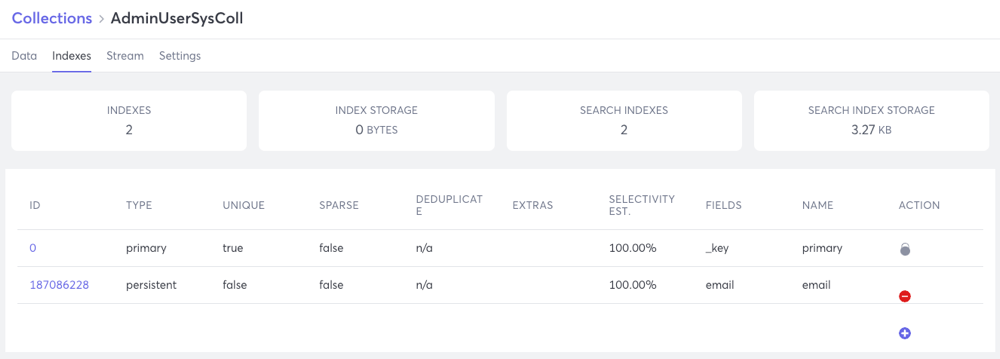 Collections > AdminUserSysColl
Data Indexes Stream Settings
INDEXES INDEX STORAGE SEARCH INDEXES SEARCH INDEX STORAGE
2 0 BYTES 2 3.27 KB
ID TYPE UNIQUE SPARSE DEDUPLICAT EXTRAS SELECTIVITY FIELDS NAME ACTION
E EST.
0 primary true false n/a 100.00% _key primary
187086228 persistent false false n/a 100.00% email email